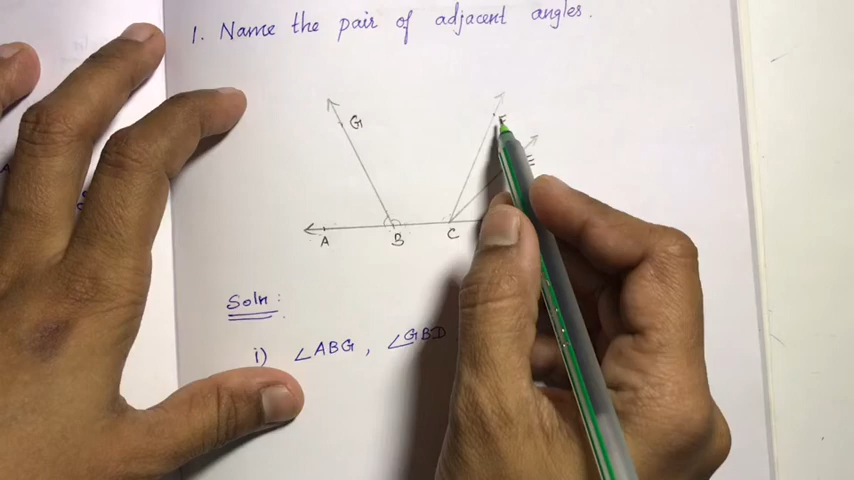 1. Name the pair of adjacent angles.
G
E
A B C
Soln:
i) ∠ABG, ∠GBD